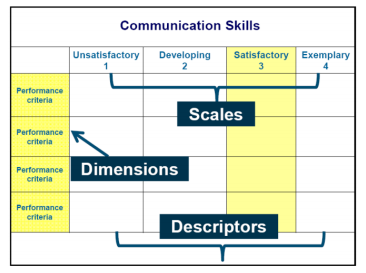 Communication Skills
Unsatisfactory Developing Satisfactory Exemplary
1 2 3 4
Performance
criteria
Scales
Performance
criteria
Dimensions
Performance
criteria
Performance
criteria
Descriptors